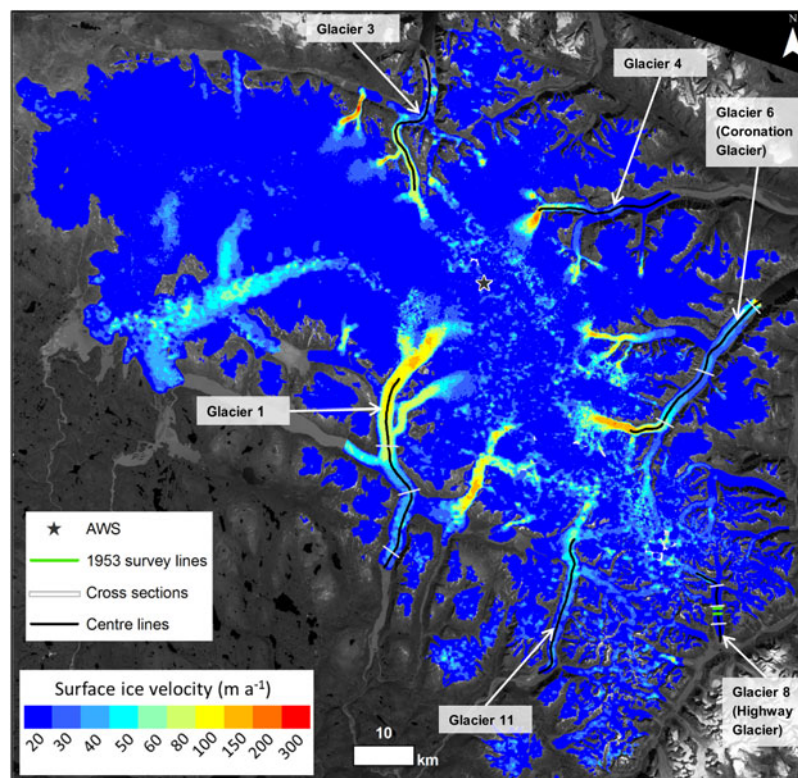 Glacier 3
N
Glacier 4
Glacier 6
(Coronation
Glacier)
Glacier 1
AWS
1953 survey lines
Cross sections
Centre lines
Surface ice velocity (m a⁻¹)
20 30 40 50 60 80 100 150 200 300
10
km
Glacier 11
Glacier 8
(Highway
Glacier)